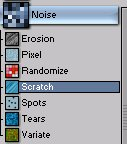 Noise
Erosion
Pixel
Randomize
Scratch
Spots
Tears
Variate